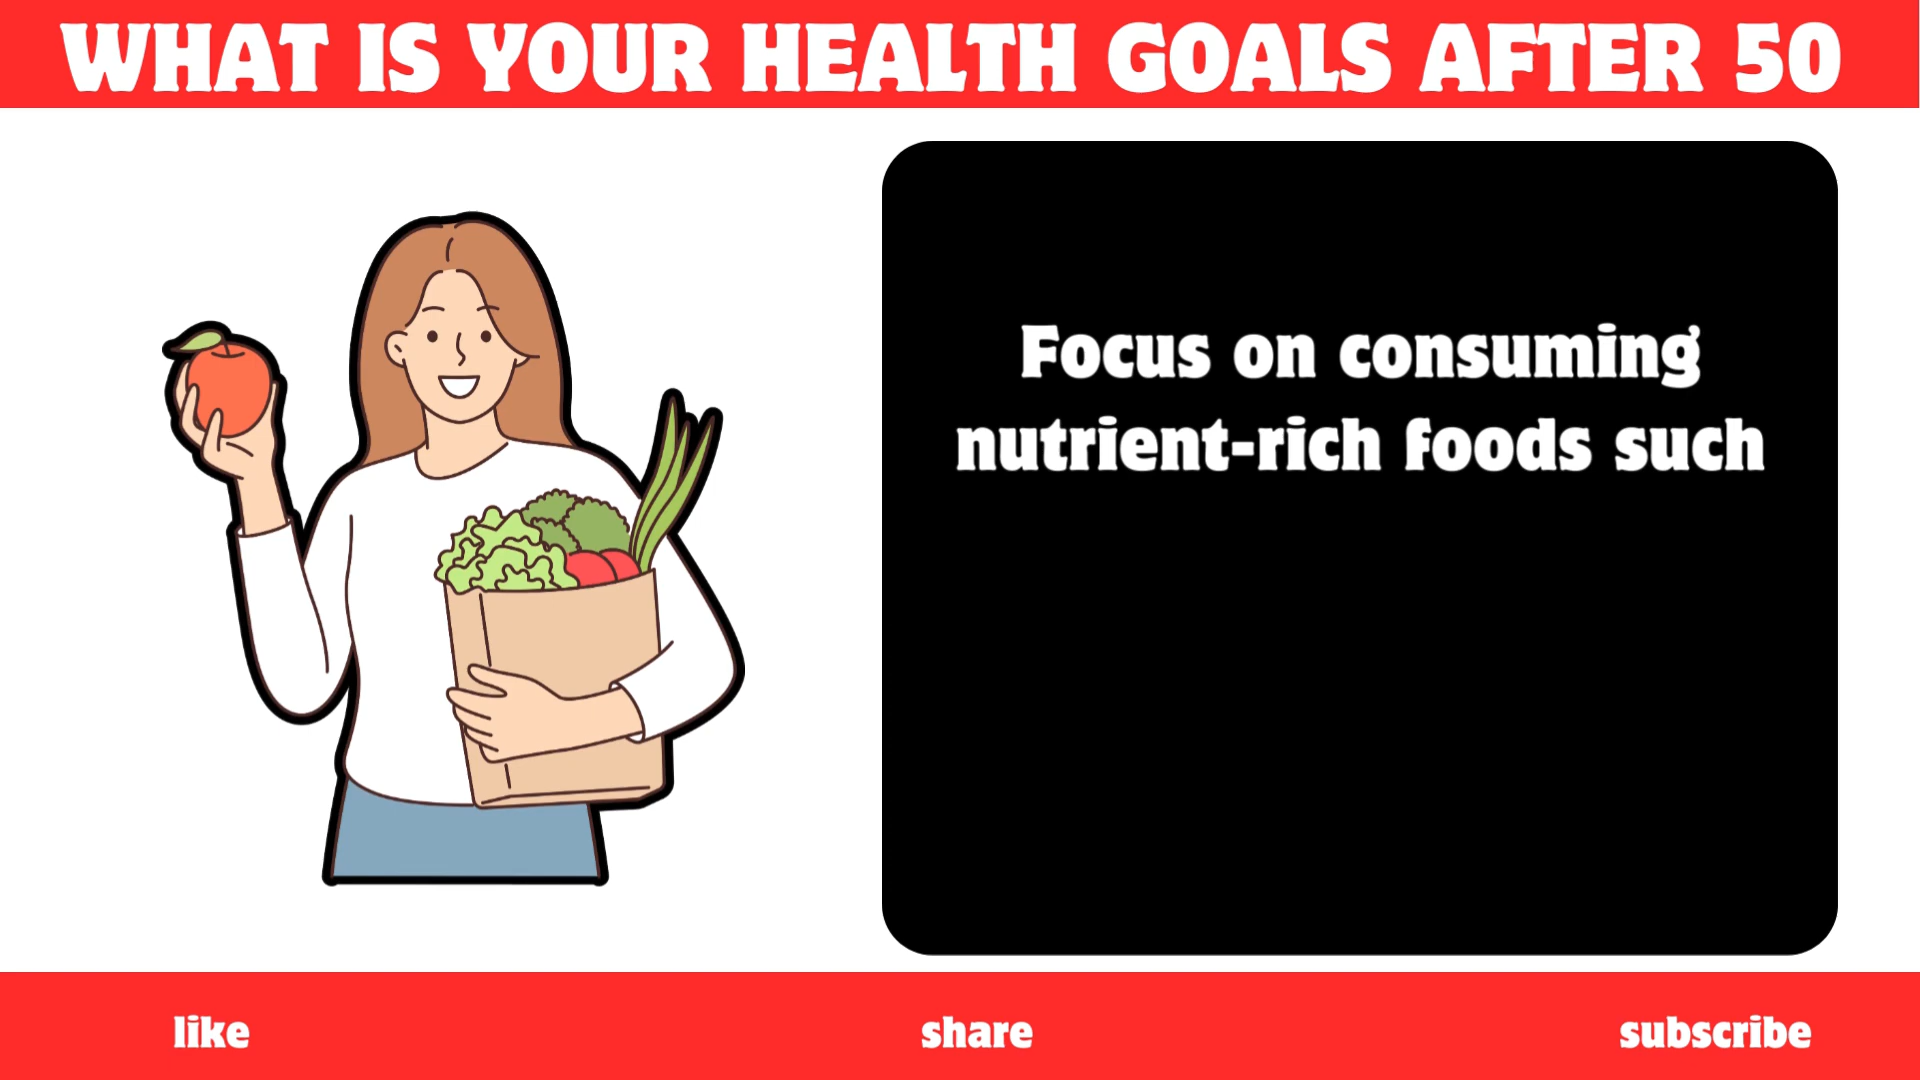 WHAT IS YOUR HEALTH GOALS AFTER 50
Focus on consuming
nutrient-rich foods such
like
share
subscribe